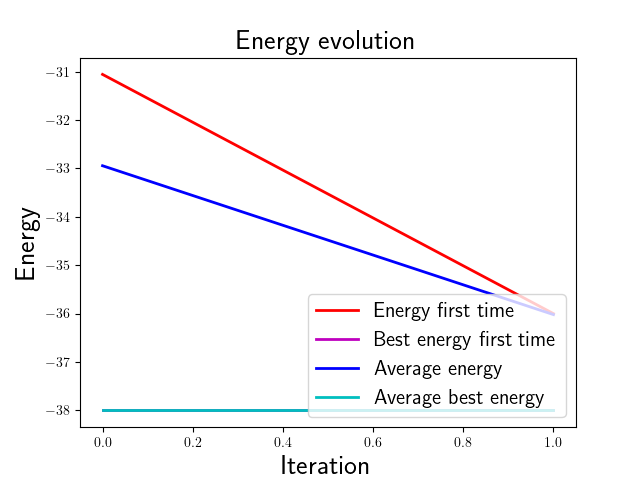 Energy evolution
−31
−32
−33
−34
−35
−36
−37
−38
Energy
Energy first time
Best energy first time
Average energy
Average best energy
0.0 0.2 0.4 0.6 0.8 1.0
Iteration